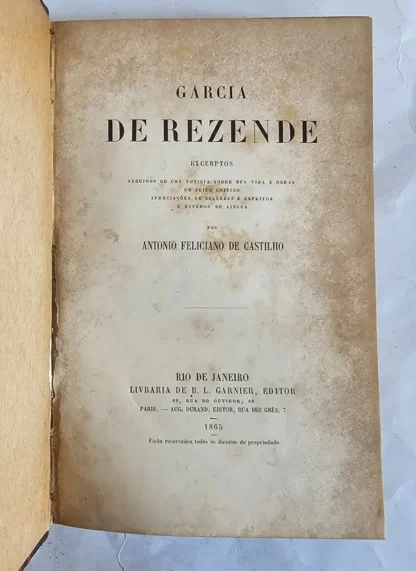 GARCIA
DE REZENDE
EXCERPTOS
SEGUIDOS DE UMA NOTICIA SOBRE SUA VIDA E OBRAS
UM JUIZO CRITICO
APRECIAÇÕES DE BELLEZAS E DEFEITOS
E ESTUDOS DE LINGUA
POR
ANTONIO FELICIANO DE CASTILHO
RIO DE JANEIRO
LIVRARIA DE B. L. GARNIER, EDITOR
69, RUA DO OUVIDOR, 69
PARIS. — AUG. DURAND, EDITOR, RUA DES GRÈS, 7
1865
Ficão reservados todos os direitos de propriedade.